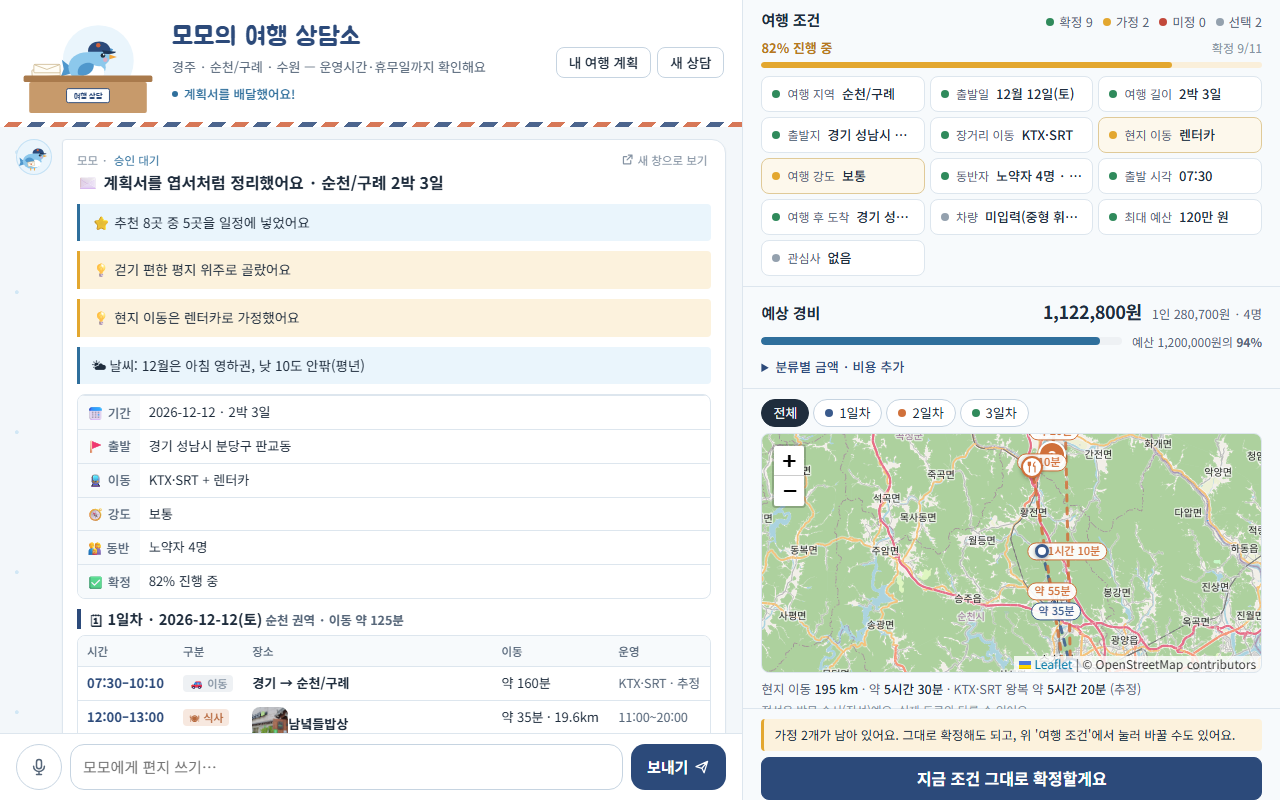 모모의 여행 상담소
경주 · 순천/구례 · 수원 — 운영시간·휴무일까지 확인해요
계획서를 배달했어요!
여행 상담
내 여행 계획
새 상담
모모 · 승인 대기
새 창으로 보기
계획서를 엽서처럼 정리했어요 · 순천/구례 2박 3일
추천 8곳 중 5곳을 일정에 넣었어요
걷기 편한 평지 위주로 골랐어요
현지 이동은 렌터카로 가정했어요
날씨: 12월은 아침 영하권, 낮 10도 안팎(평년)
기간 2026-12-12 · 2박 3일
출발 경기 성남시 분당구 판교동
이동 KTX·SRT + 렌터카
강도 보통
동반 노약자 4명
확정 82% 진행 중
1일차 · 2026-12-12(토) 순천 권역 · 이동 약 125분
시간 구분 장소 이동 운영
07:30–10:10 이동 경기 → 순천/구례 약 160분 KTX·SRT · 추정
12:00–13:00 식사 남녘들밥상 약 35분 · 19.6km 11:00~20:00
모모에게 편지 쓰기…
보내기
여행 조건
확정 9 가정 2 미정 0 선택 2
82% 진행 중
확정 9/11
여행 지역 순천/구례
출발일 12월 12일(토)
여행 길이 2박 3일
출발지 경기 성남시 …
장거리 이동 KTX·SRT
현지 이동 렌터카
여행 강도 보통
동반자 노약자 4명 · …
출발 시각 07:30
여행 후 도착 경기 성…
차량 미입력(중형 휘…
최대 예산 120만 원
관심사 없음
예상 경비
1,122,800원 1인 280,700원 · 4명
예산 1,200,000원의 94%
분류별 금액 · 비용 추가
전체 1일차 2일차 3일차
+
−
곡성군
간전면
화개면
악양면
죽곡면
석곡면
목사동면
황전면
다압면
월등면
동복면
주암면
하동읍
1시간 10분
약 55분
약 35분
봉강면
진상면
승주읍
순천시
사평면
송광면
옥곡면
광양읍
Leaflet | © OpenStreetMap contributors
현지 이동 195 km · 약 5시간 30분 · KTX·SRT 왕복 약 5시간 20분 (추정)
가정 2개가 남아 있어요. 그대로 확정해도 되고, 위 '여행 조건'에서 눌러 바꿀 수도 있어요.
지금 조건 그대로 확정할게요